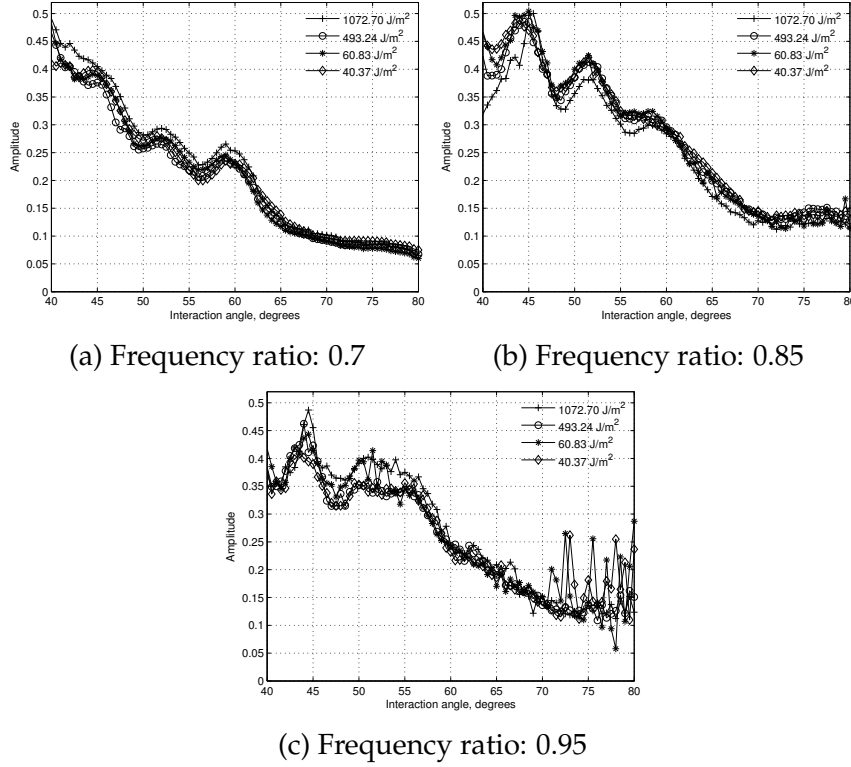 0.5
0.45
0.4
0.35
0.3
0.25
0.2
0.15
0.1
0.05
0
Amplitude
1072.70 J/m²
493.24 J/m²
60.83 J/m²
40.37 J/m²
40 45 50 55 60 65 70 75 80
Interaction angle, degrees
(a) Frequency ratio: 0.7
0.5
0.45
0.4
0.35
0.3
0.25
0.2
0.15
0.1
0.05
0
Amplitude
1072.70 J/m²
493.24 J/m²
60.83 J/m²
40.37 J/m²
40 45 50 55 60 65 70 75 80
Interaction angle, degrees
(b) Frequency ratio: 0.85
0.5
0.45
0.4
0.35
0.3
0.25
0.2
0.15
0.1
0.05
0
Amplitude
1072.70 J/m²
493.24 J/m²
60.83 J/m²
40.37 J/m²
40 45 50 55 60 65 70 75 80
Interaction angle, degrees
(c) Frequency ratio: 0.95